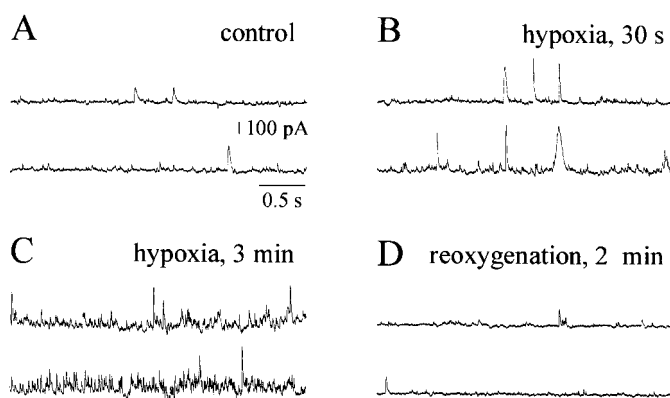 A control
B hypoxia, 30 s
100 pA
0.5 s
C hypoxia, 3 min
D reoxygenation, 2 min